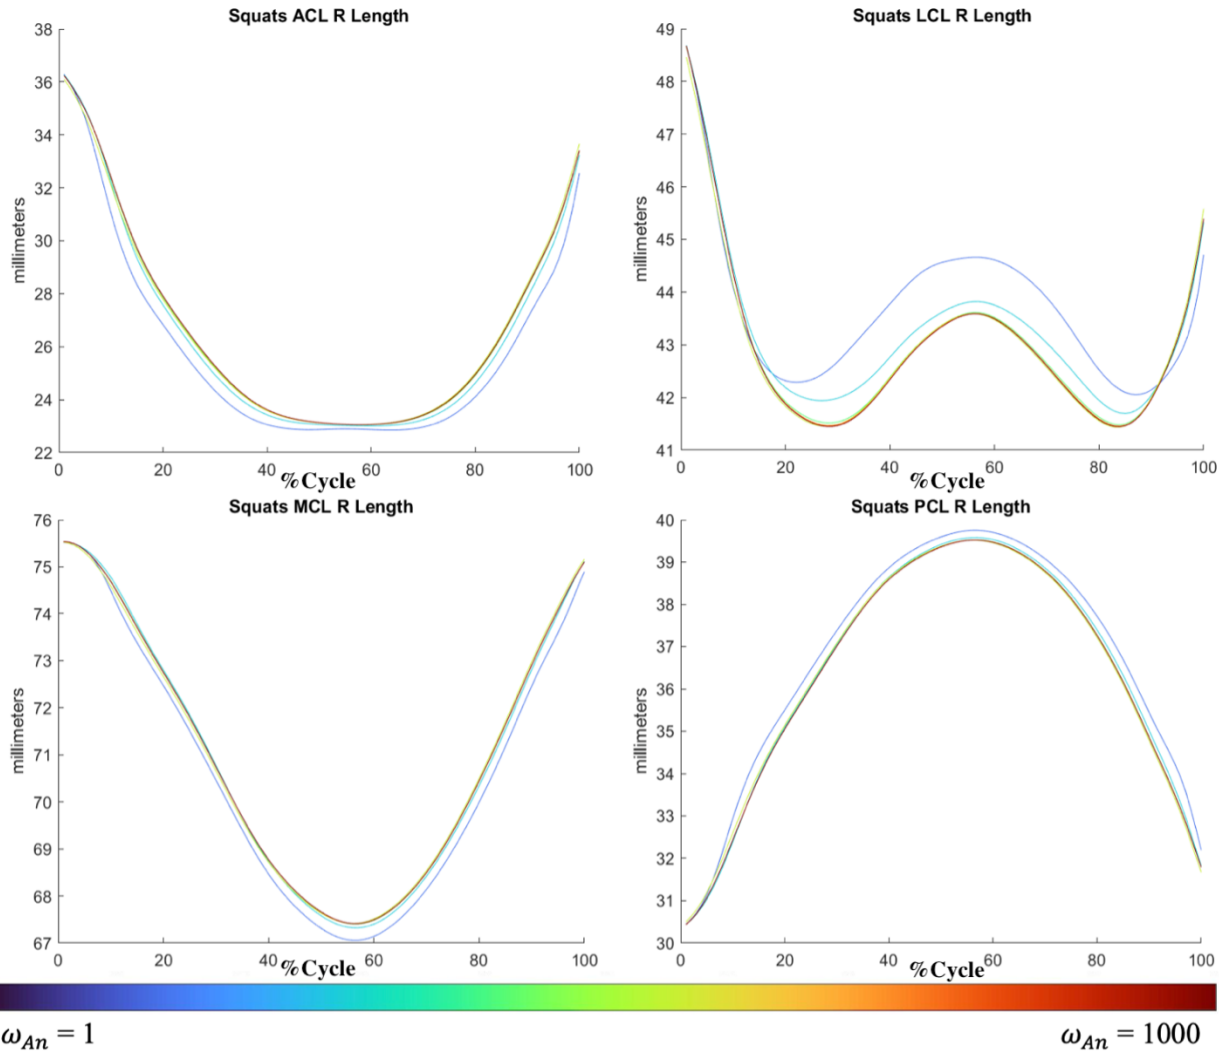 Squats ACL R Length
38
36
34
32
30
28
26
24
22
millimeters
0 20 40 60 80 100
%Cycle
Squats LCL R Length
49
48
47
46
45
44
43
42
41
millimeters
0 20 40 60 80 100
%Cycle
Squats MCL R Length
76
75
74
73
72
71
70
69
68
67
millimeters
0 20 40 60 80 100
%Cycle
Squats PCL R Length
40
39
38
37
36
35
34
33
32
31
30
millimeters
0 20 40 60 80 100
%Cycle
ω_An = 1
ω_An = 1000